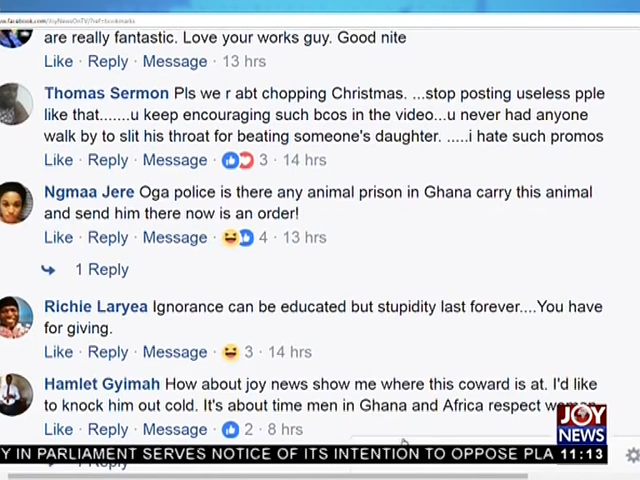 www.facebook.com/JoyNewsOnTV/?ref=bookmarks
are really fantastic. Love your works guy. Good nite
Like · Reply · Message · 13 hrs
Thomas Sermon Pls we r abt chopping Christmas. ...stop posting useless pple
like that.......u keep encouraging such bcos in the video...u never had anyone
walk by to slit his throat for beating someone's daughter. .....i hate such promos
Like · Reply · Message · 3 · 14 hrs
Ngmaa Jere Oga police is there any animal prison in Ghana carry this animal
and send him there now is an order!
Like · Reply · Message · 4 · 13 hrs
1 Reply
Richie Laryea Ignorance can be educated but stupidity last forever....You have
for giving.
Like · Reply · Message · 3 · 14 hrs
Hamlet Gyimah How about joy news show me where this coward is at. I'd like
to knock him out cold. It's about time men in Ghana and Africa respect
Like · Reply · Message · 2 · 8 hrs
JOY
NEWS
Y IN PARLIAMENT SERVES NOTICE OF ITS INTENTION TO OPPOSE PLA 11:13